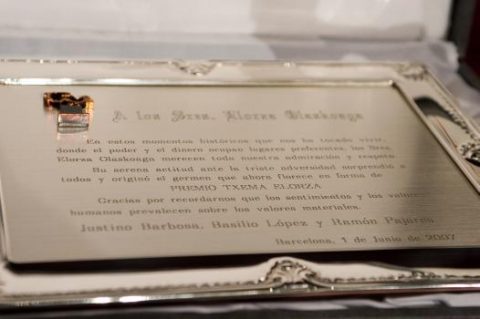 A los Sres. Elorza Olaskoaga
En estos momentos históricos que nos ha tocado vivir,
donde el poder y el dinero ocupan lugares preferentes, los Sres.
Elorza Olaskoaga merecen toda nuestra admiración y respeto.
Su serena actitud ante la triste adversidad sorprendió a
todos y originó el germen que ahora florece en forma de
PREMIO TXEMA ELORZA
Gracias por recordarnos que los sentimientos y los valores
humanos prevalecen sobre los valores materiales.
Justino Barbosa, Basilio López y Ramón Pajares
Barcelona, 1 de Junio de 2007